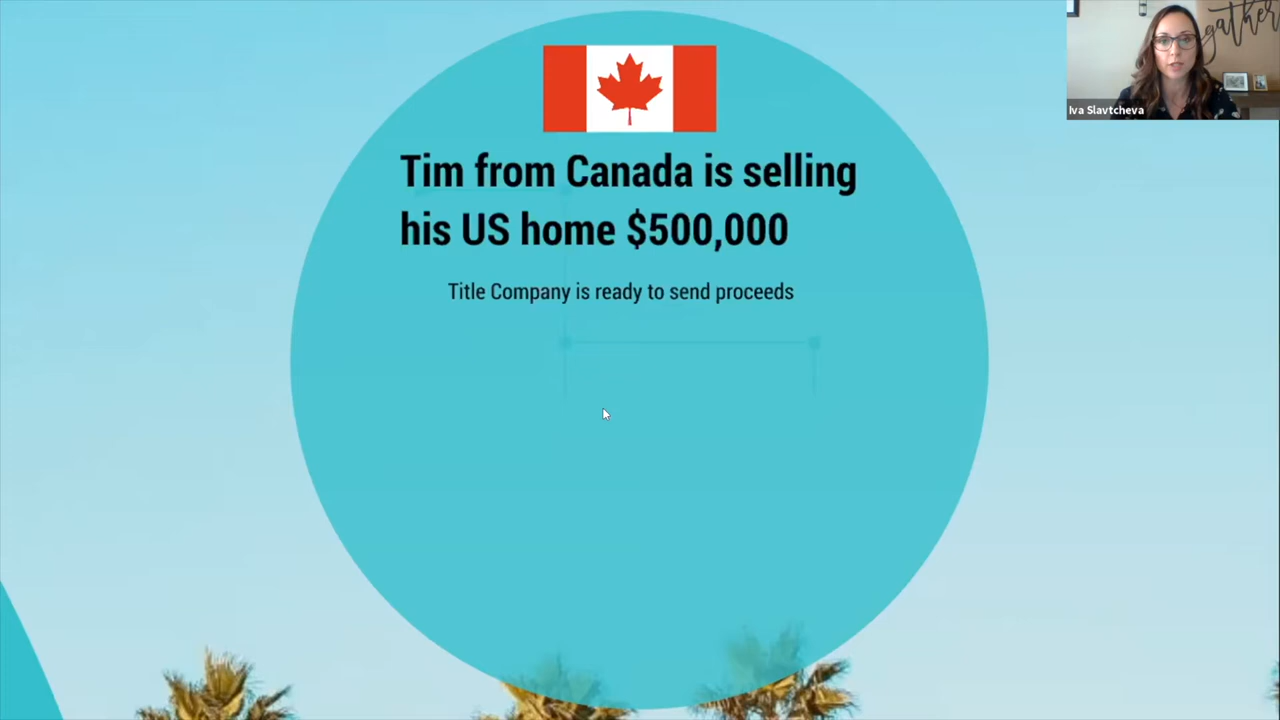 Tim from Canada is selling
his US home $500,000
Title Company is ready to send proceeds
gather
Iva Slavtcheva